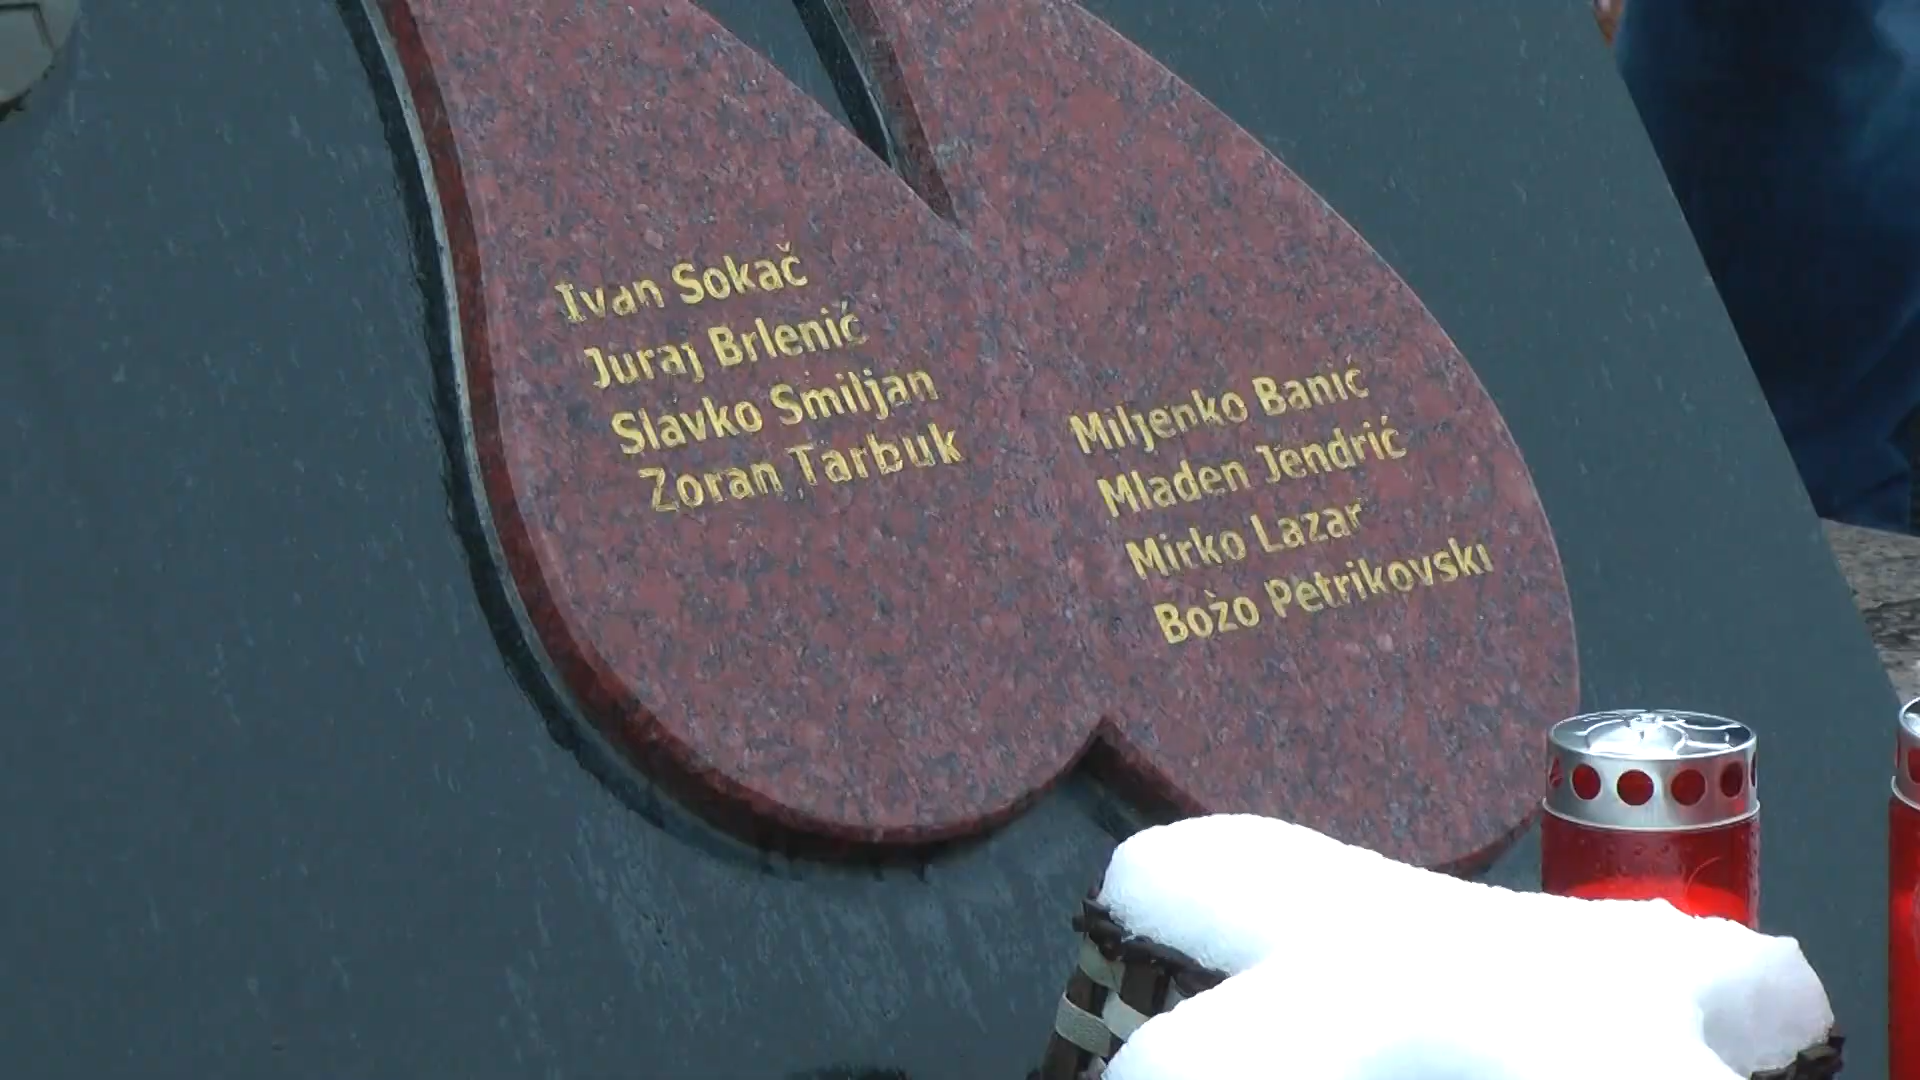 Ivan Sokač
Juraj Brlenić
Slavko Smiljan
Zoran Tarbuk
Miljenko Banić
Mladen Jendrić
Mirko Lazar
Božo Petrikovski